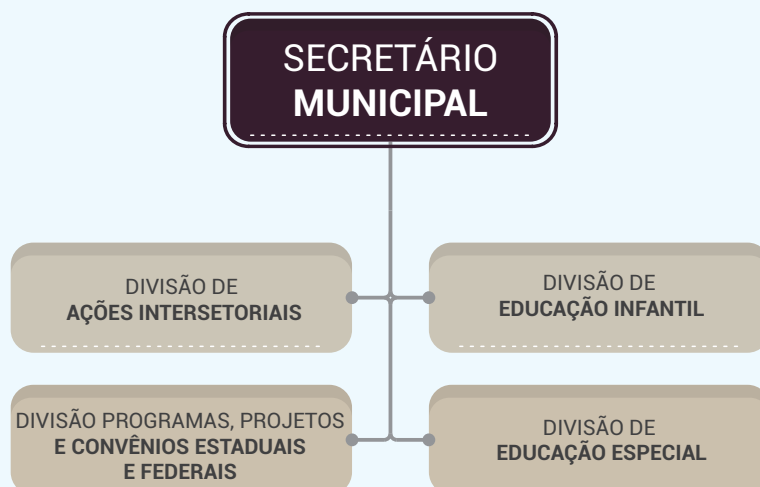 SECRETÁRIO
MUNICIPAL
DIVISÃO DE
AÇÕES INTERSETORIAIS
DIVISÃO DE
EDUCAÇÃO INFANTIL
DIVISÃO PROGRAMAS, PROJETOS
E CONVÊNIOS ESTADUAIS
E FEDERAIS
DIVISÃO DE
EDUCAÇÃO ESPECIAL